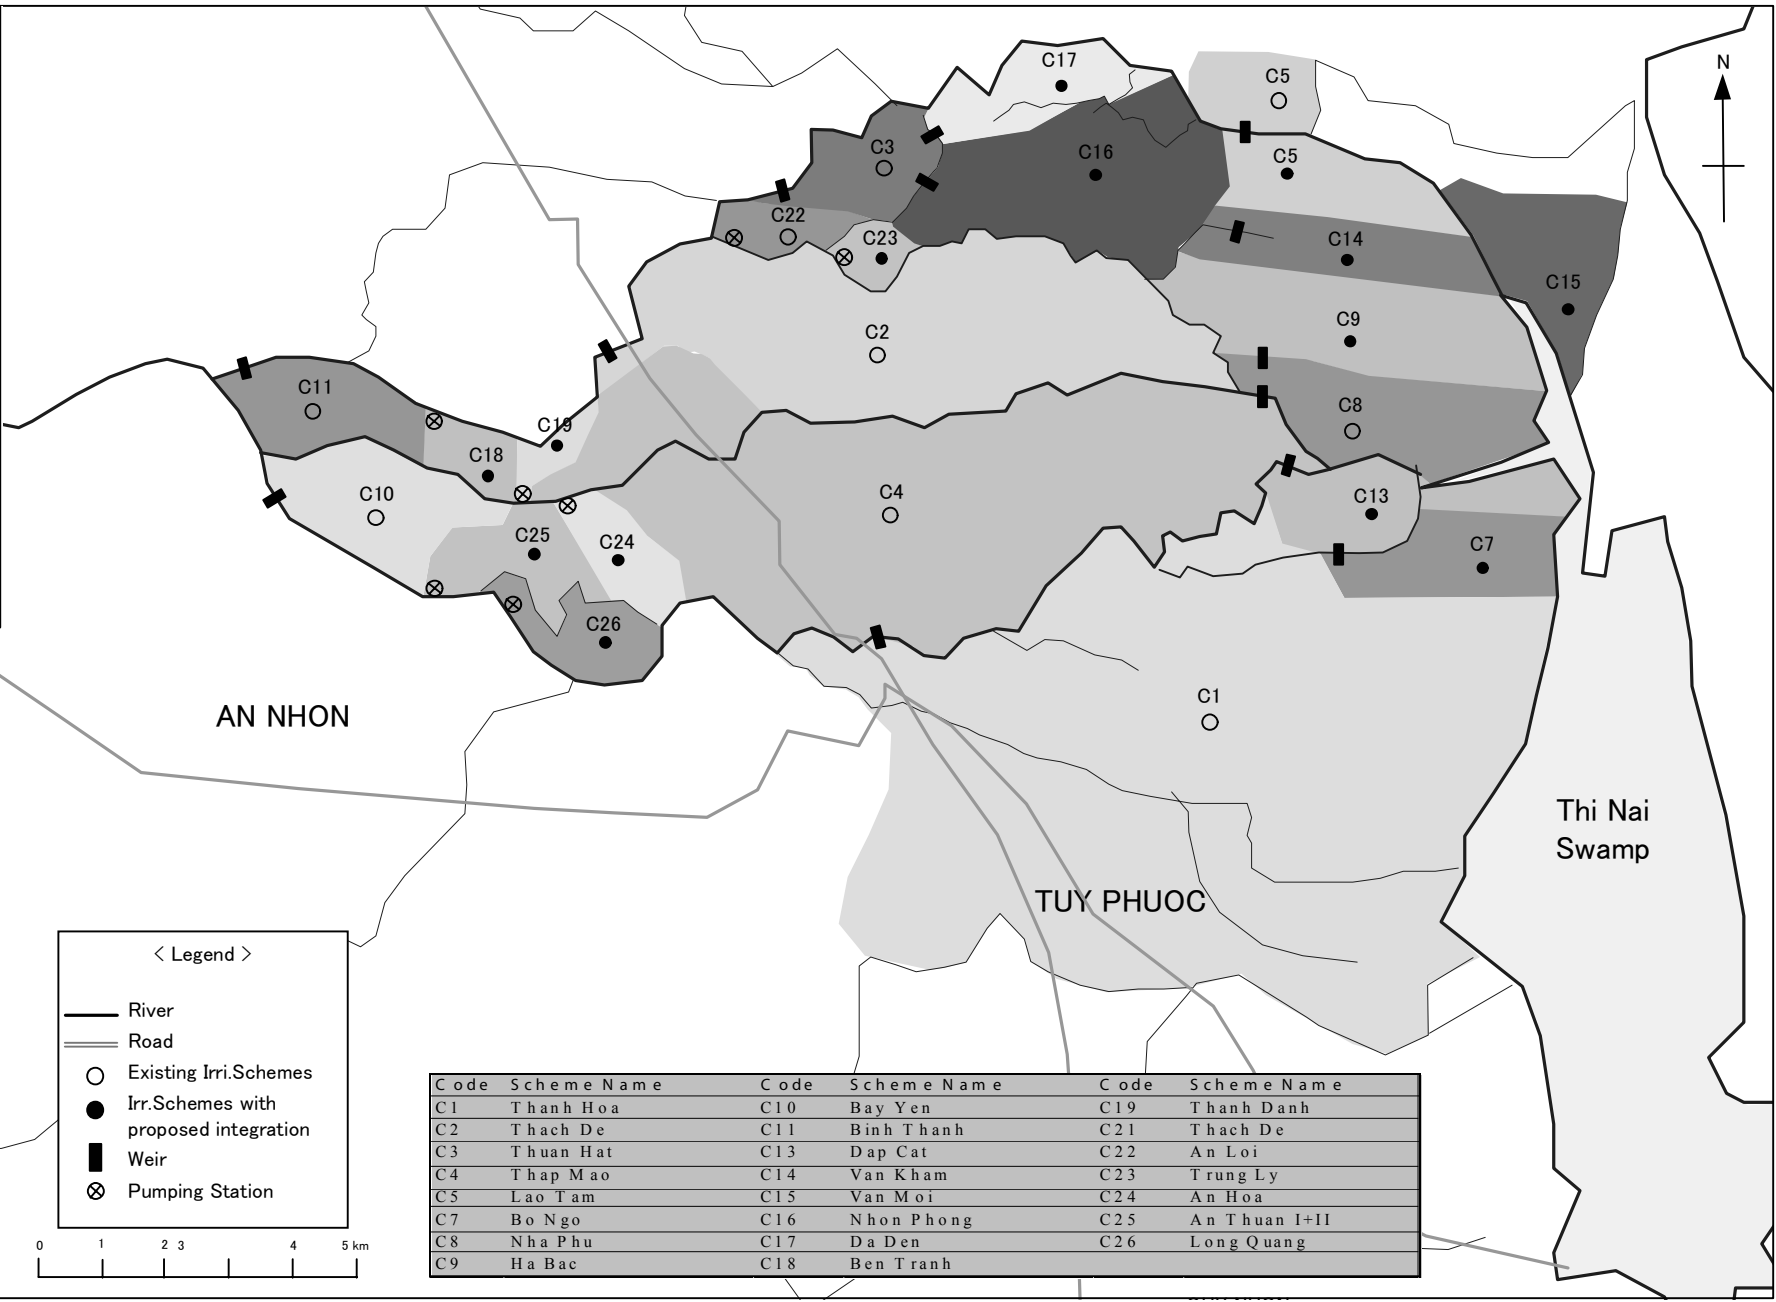 C17
N
C5
C3
C16
C5
C22
C23
C14
C15
C9
C2
C11
C8
C19
C18
C10
C4
C13
C25
C24
C7
C26
C1
AN NHON
Thi Nai
Swamp
TUY PHUOC
< Legend >
River
Road
Existing Irri.Schemes
Irr.Schemes with
proposed integration
Weir
Pumping Station
0 1 2 3 4 5 km
Code Scheme Name Code Scheme Name Code Scheme Name
C1 Thanh Hoa C10 Bay Yen C19 Thanh Danh
C2 Thach De C11 Binh Thanh C21 Thach De
C3 Thuan Hat C13 Dap Cat C22 An Loi
C4 Thap Mao C14 Van Kham C23 Trung Ly
C5 Lao Tam C15 Van Moi C24 An Hoa
C7 Bo Ngo C16 Nhon Phong C25 An Thuan I+II
C8 Nha Phu C17 Da Den C26 Long Quang
C9 Ha Bac C18 Ben Tranh